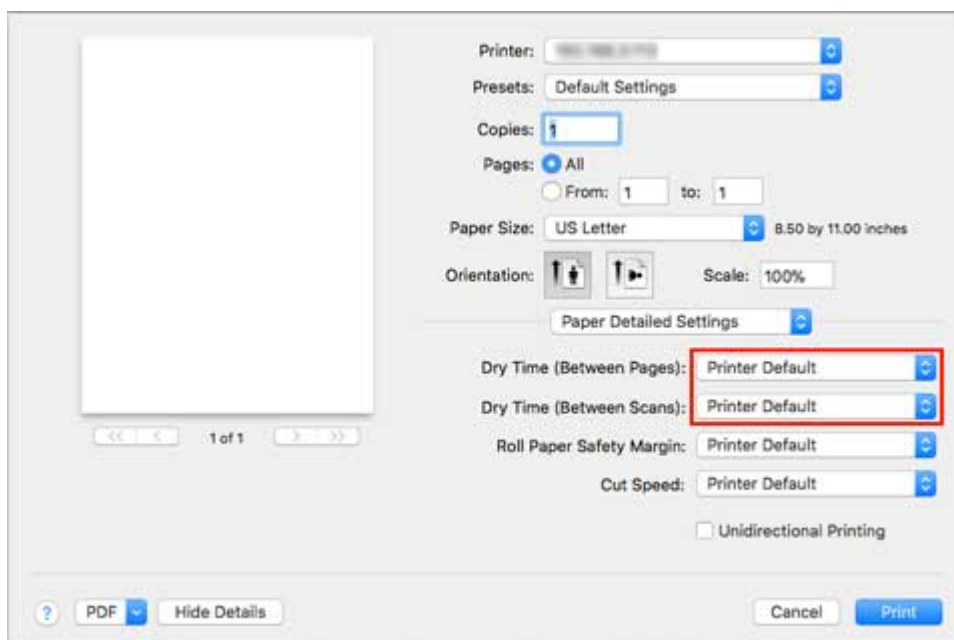 Printer:
Presets: Default Settings
Copies: 1
Pages: All
From: 1 to: 1
Paper Size: US Letter 8.50 by 11.00 inches
Orientation: Scale: 100%
Paper Detailed Settings
Dry Time (Between Pages): Printer Default
Dry Time (Between Scans): Printer Default
1 of 1
Roll Paper Safety Margin: Printer Default
Cut Speed: Printer Default
Unidirectional Printing
? PDF Hide Details Cancel Print